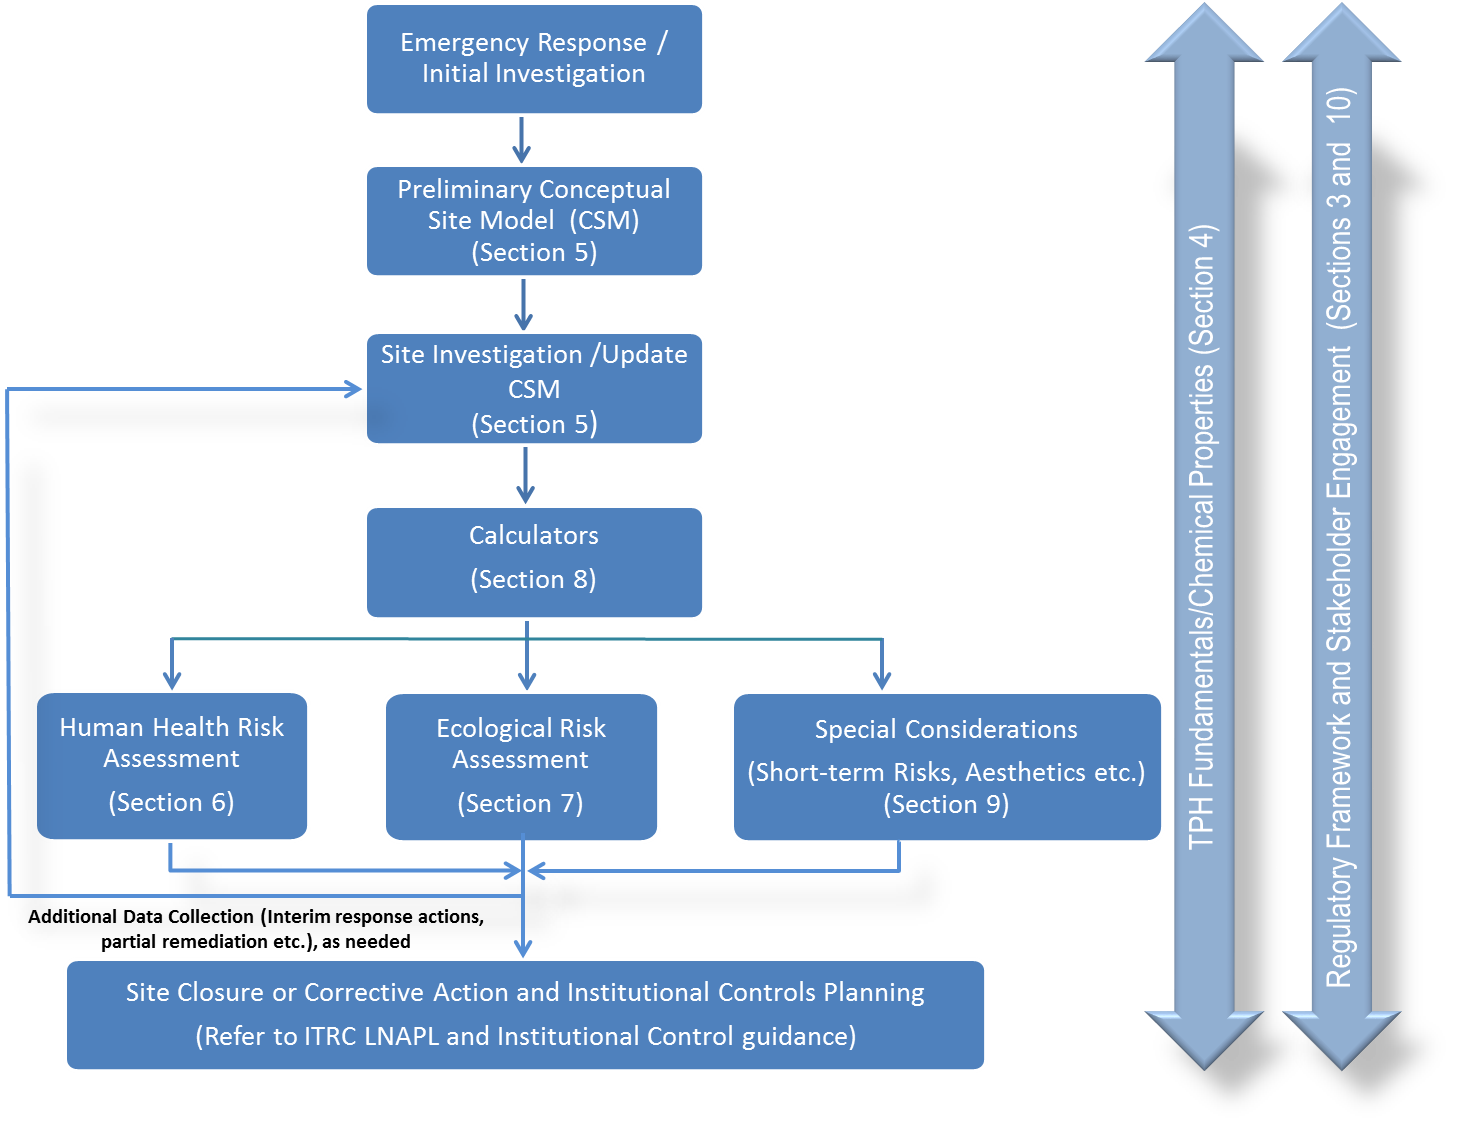 Emergency Response /
Initial Investigation
Preliminary Conceptual
Site Model  (CSM)
(Section 5)
Site Investigation /Update
CSM
(Section 5)
Calculators
(Section 8)
Human Health Risk
Assessment
(Section 6)
Ecological Risk
Assessment
(Section 7)
Special Considerations
(Short-term Risks, Aesthetics etc.)
(Section 9)
Additional Data Collection (Interim response actions,
partial remediation etc.), as needed
Site Closure or Corrective Action and Institutional Controls Planning
(Refer to ITRC LNAPL and Institutional Control guidance)
TPH Fundamentals/Chemical Properties (Section 4)
Regulatory Framework and Stakeholder Engagement  (Sections 3 and  10)